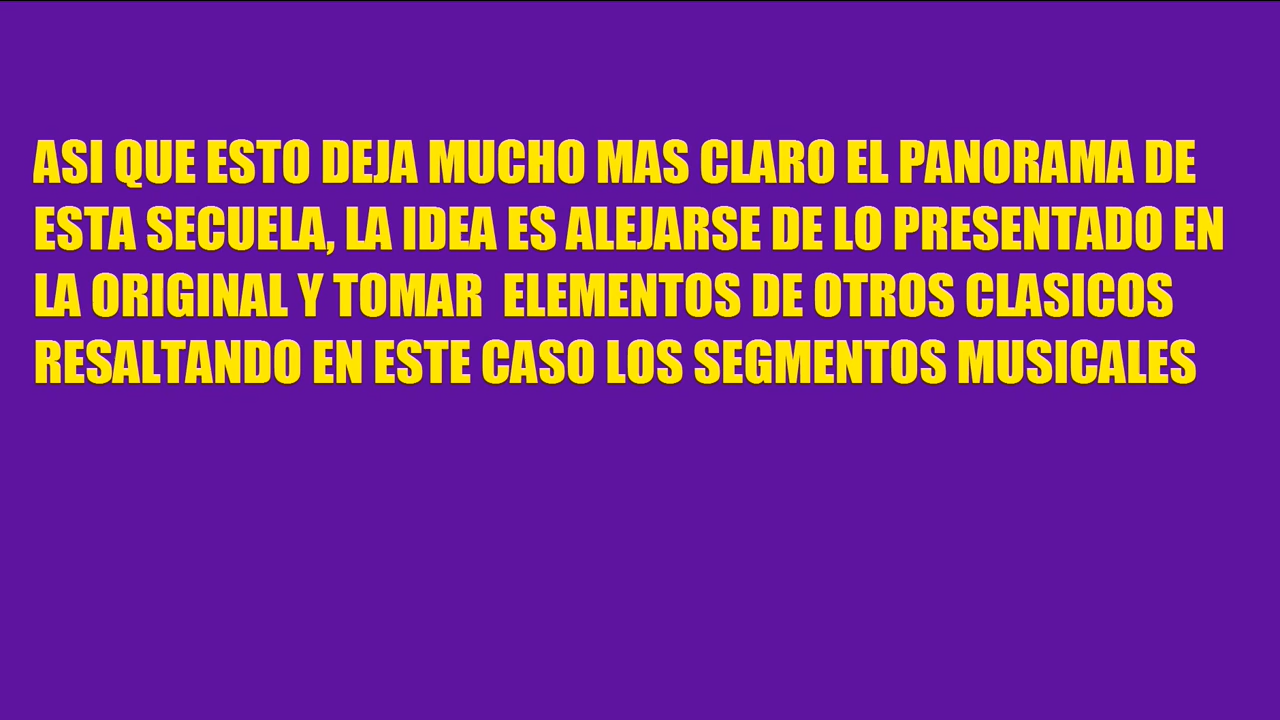 ASI QUE ESTO DEJA MUCHO MAS CLARO EL PANORAMA DE
ESTA SECUELA, LA IDEA ES ALEJARSE DE LO PRESENTADO EN
LA ORIGINAL Y TOMAR  ELEMENTOS DE OTROS CLASICOS
RESALTANDO EN ESTE CASO LOS SEGMENTOS MUSICALES